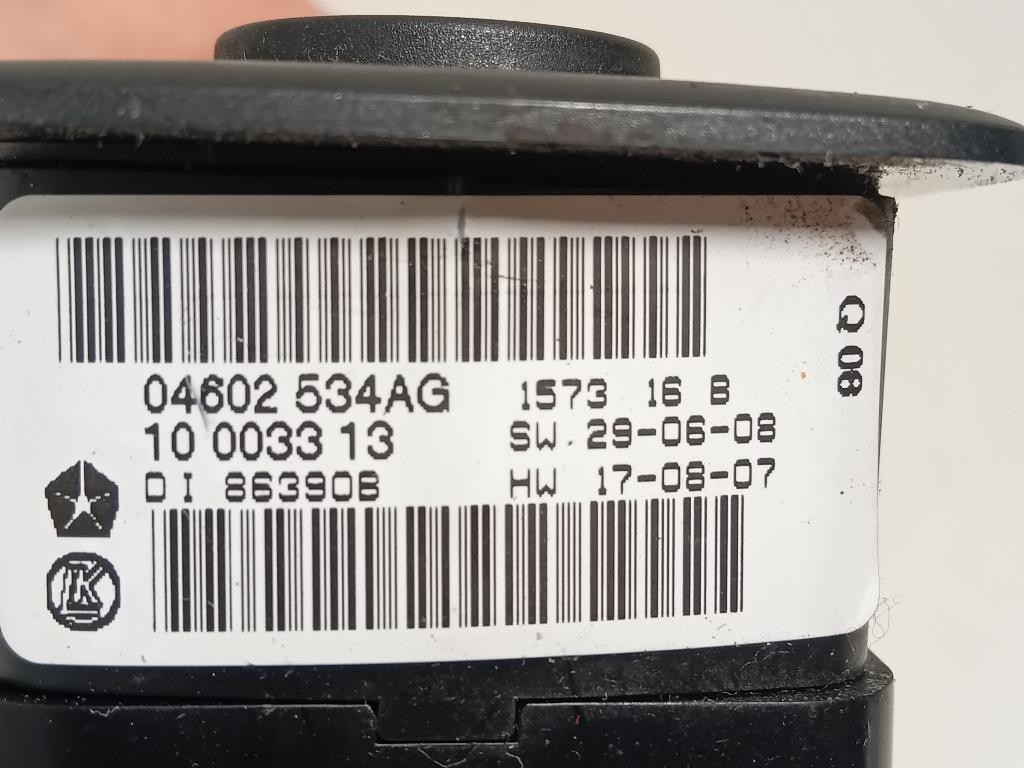 04602 534AG 1573 16 B
10 0033 13 SW. 29-06-08
DI 86390B HW 17-08-07
Q 08